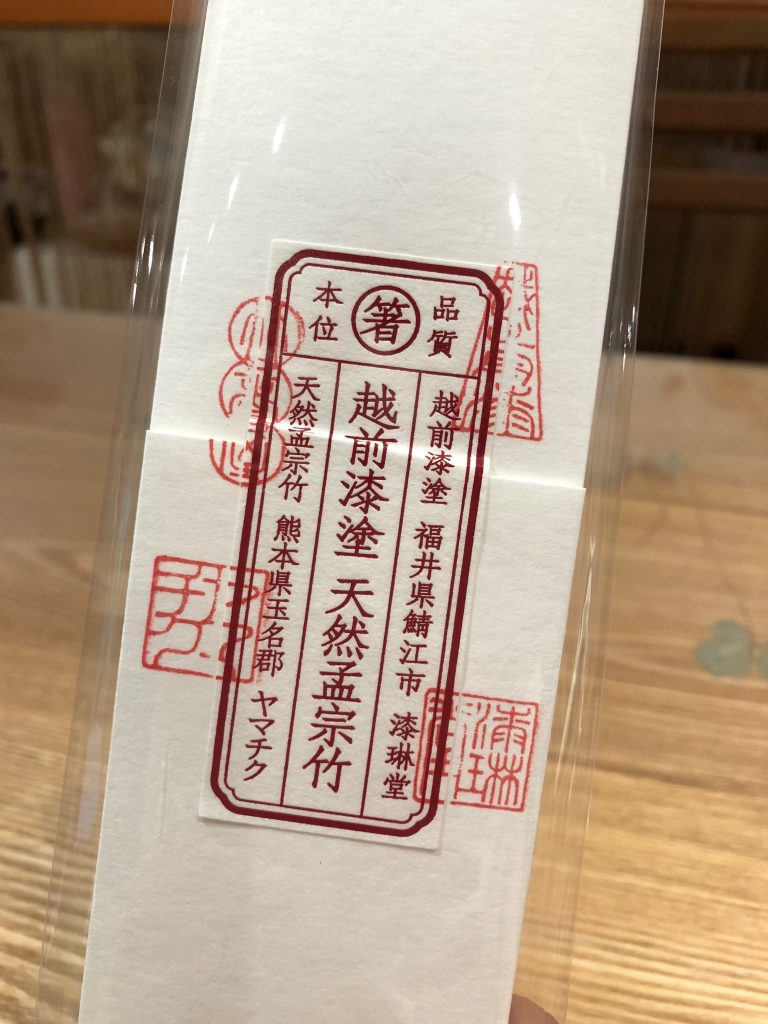 品質
箸
本位
越前漆塗 福井県鯖江市 漆琳堂
越前漆塗 天然孟宗竹
天然孟宗竹 熊本県玉名郡 ヤマチク